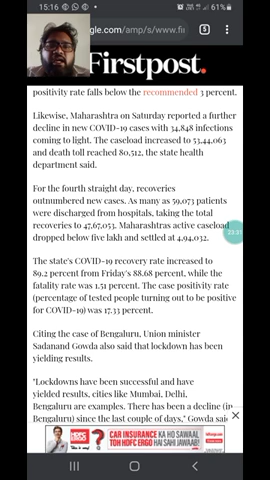 15:16
61%
gle.com/amp/s/www.fi
5
Firstpost.
positivity rate falls below the recommended 3 percent.
Likewise, Maharashtra on Saturday reported a further
decline in new COVID-19 cases with 34,848 infections
coming to light. The caseload increased to 53,44,063
and death toll reached 80,512, the state health
department said.
For the fourth straight day, recoveries
outnumbered new cases. As many as 59,073 patients
were discharged from hospitals, taking the total
recoveries to 47,67,053. Maharashtras active caseload
dropped below five lakh and settled at 4,94,032.
23:21
The state's COVID-19 recovery rate increased to
89.2 percent from Friday's 88.68 percent, while the
fatality rate was 1.51 percent. The case positivity rate
(percentage of tested people turning out to be positive
for COVID-19) was 17.33 percent.
Citing the case of Bengaluru, Union minister
Sadanand Gowda also said that lockdown has been
yielding results.
"Lockdowns have been successful and have
yielded results, cities like Mumbai, Delhi,
Bengaluru are examples. There has been a decline (in
Bengaluru) since the last couple of days," Gowda said
HDFC ERGO
CAR INSURANCE KA HO SAWAAL
TOH HDFC ERGO HAI SAHI JAWAAB!